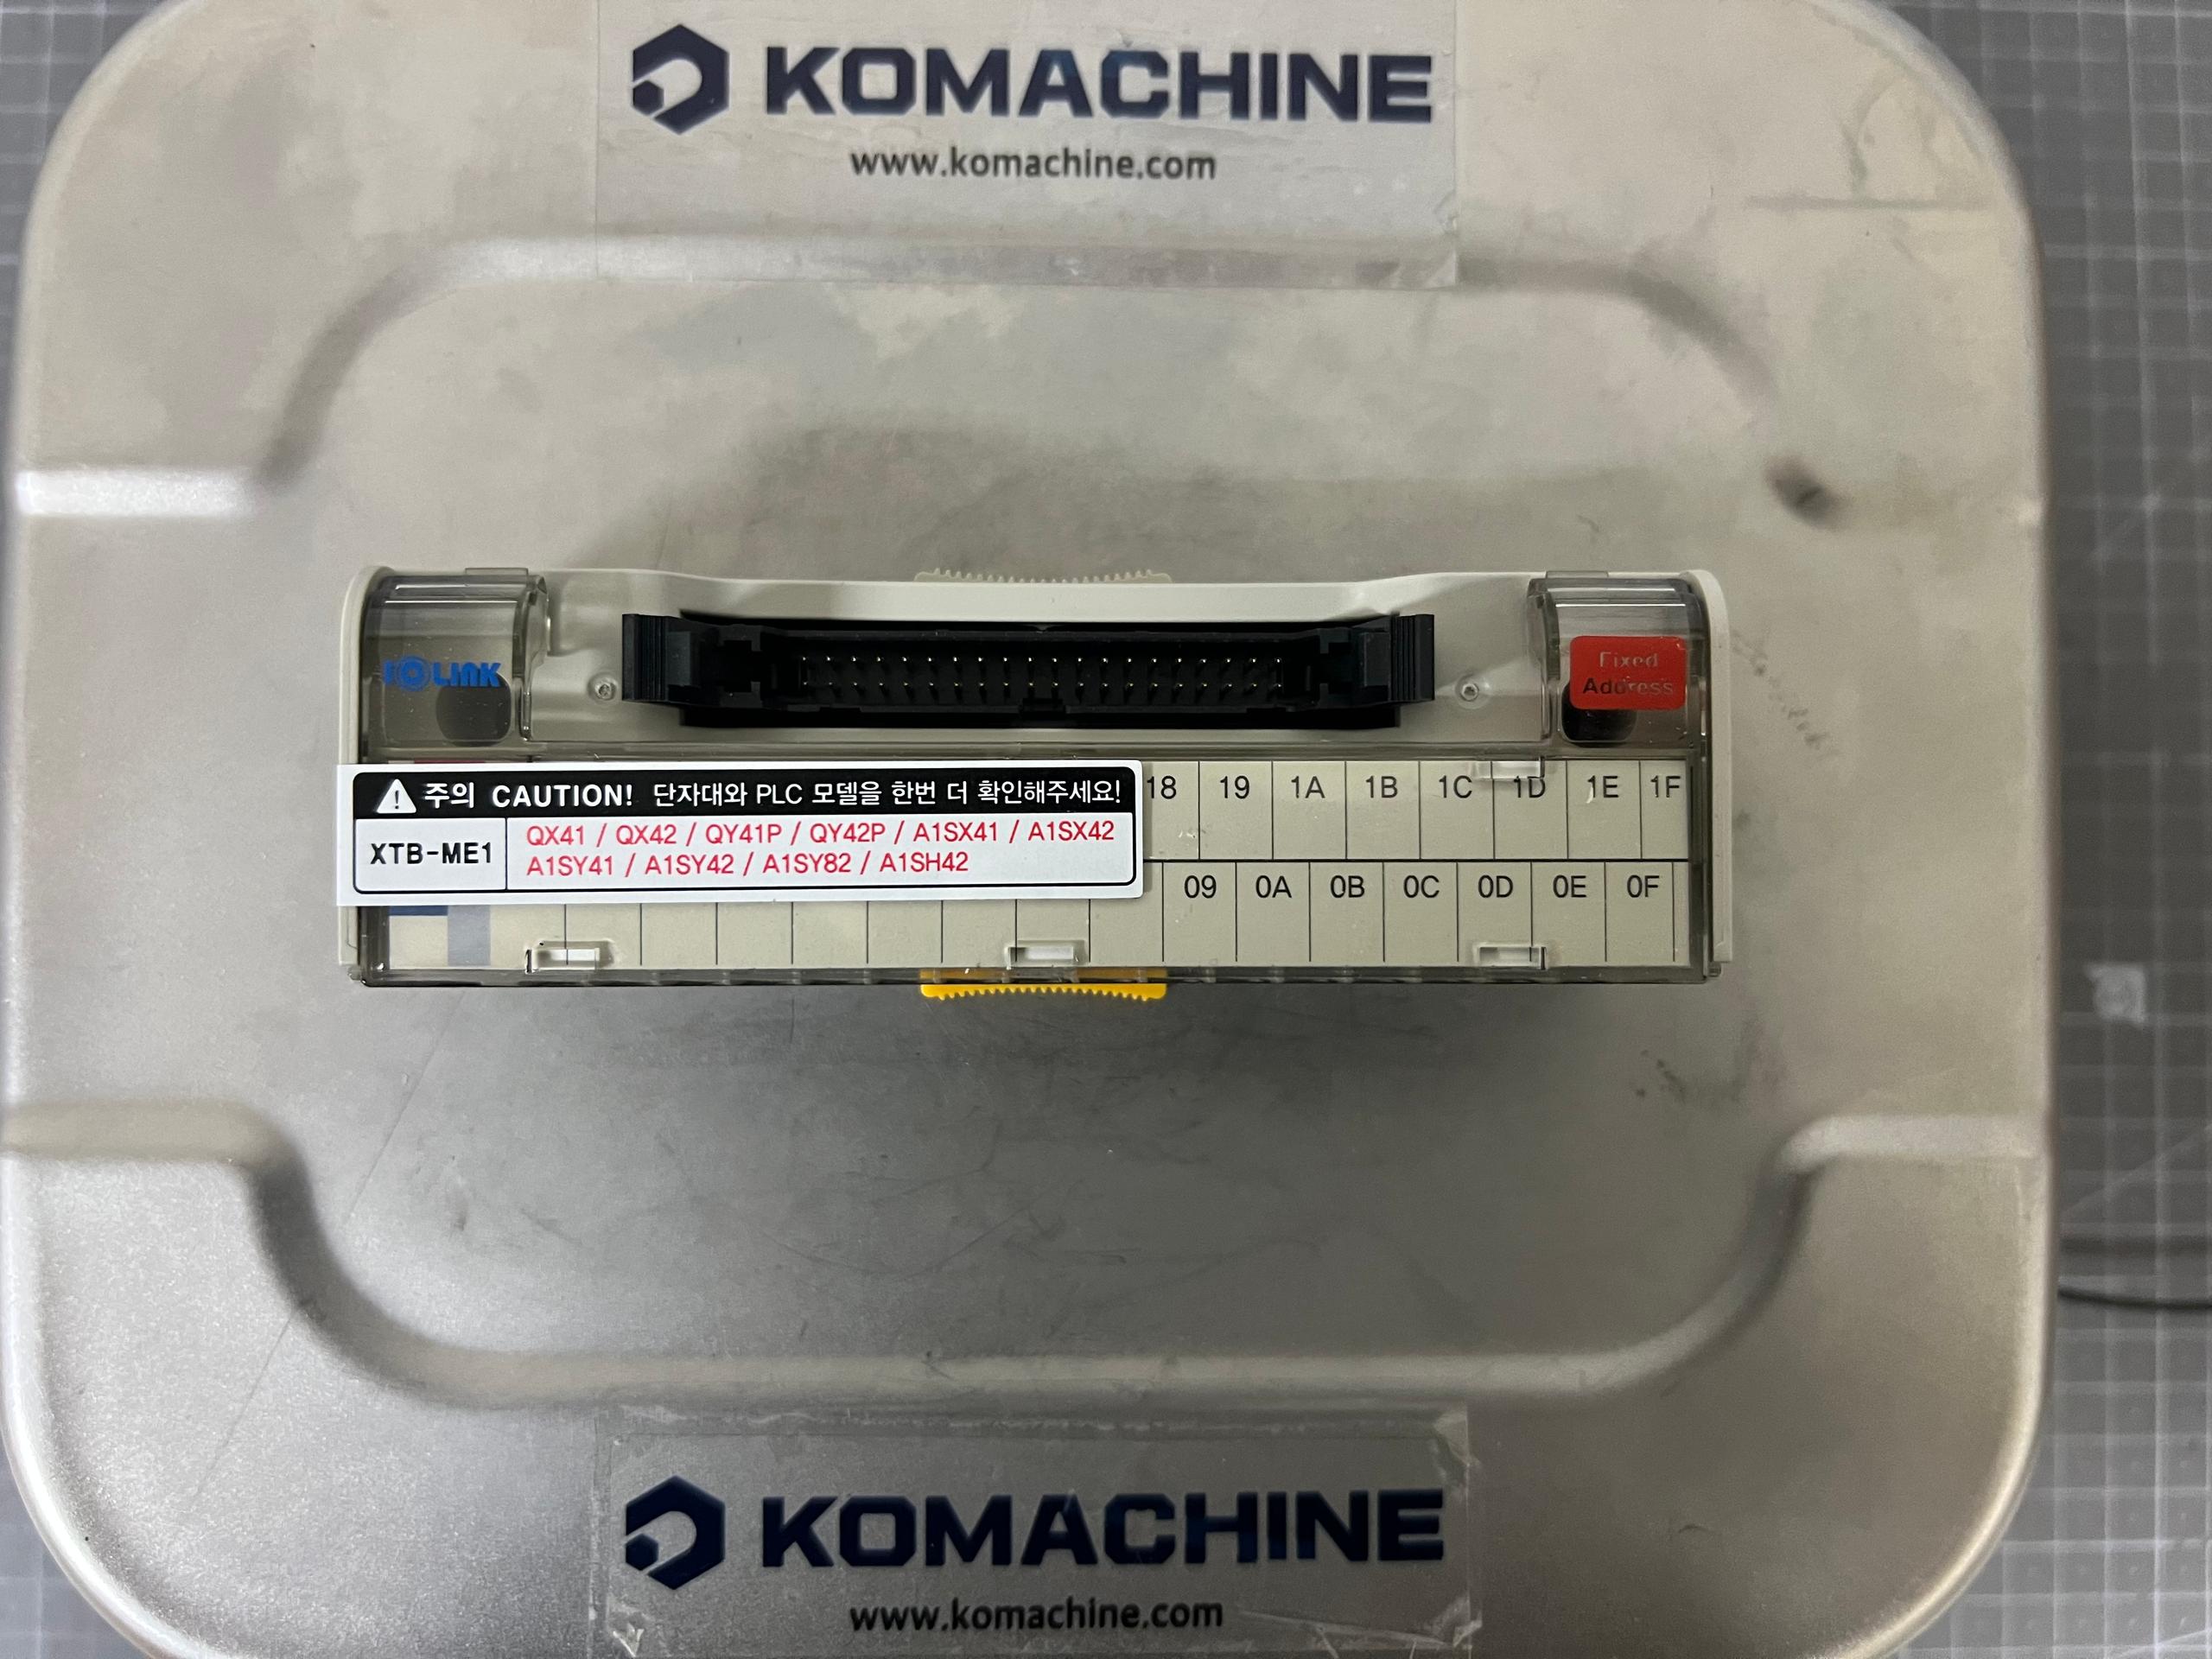 KOMACHINE
www.komachine.com
IOLINK
Fixed
Address
주의 CAUTION! 단자대와 PLC 모델을 한번 더 확인해주세요!
XTB-ME1
QX41 / QX42 / QY41P / QY42P / A1SX41 / A1SX42
A1SY41 / A1SY42 / A1SY82 / A1SH42
18 19 1A 1B 1C 1D 1E 1F
09 0A 0B 0C 0D 0E 0F
KOMACHINE
www.komachine.com